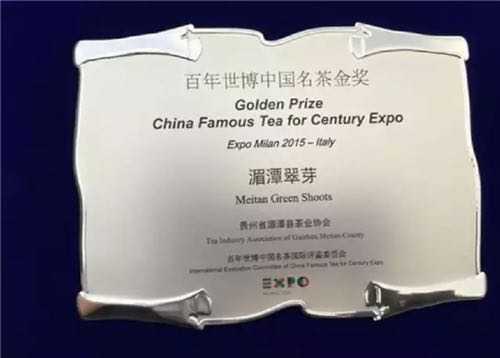 百年世博中国名茶金奖
Golden Prize
China Famous Tea for Century Expo
Expo Milan 2015 – Italy
湄潭翠芽
Meitan Green Shoots
贵州省湄潭县茶业协会
Tea Industry Association of Guizhou Meitan County
百年世博中国名茶国际评鉴委员会
International Evaluation Committee of China Famous Tea for Century Expo
EXPO